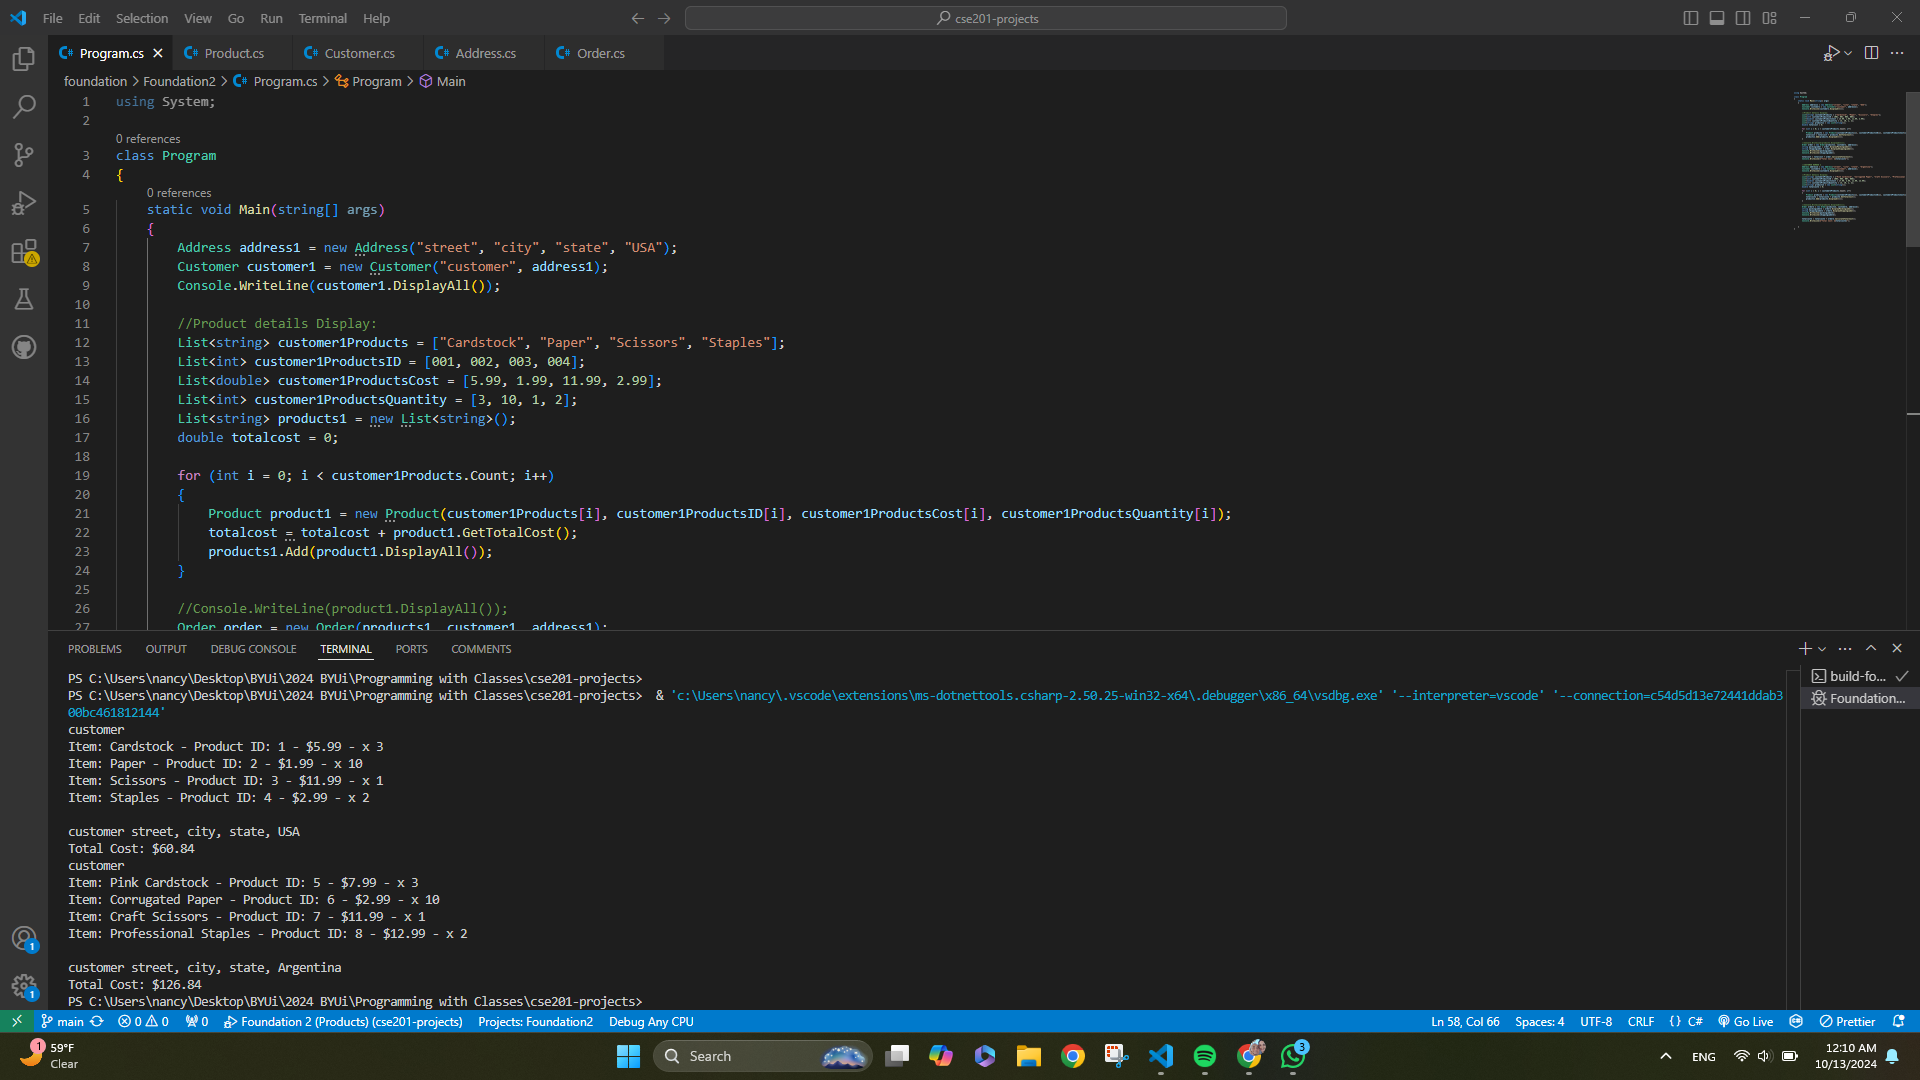 File Edit Selection View Go Run Terminal Help
cse201-projects
Program.cs Product.cs Customer.cs Address.cs Order.cs
foundation > Foundation2 > Program.cs > Program > Main
1 using System;
2
0 references
3 class Program
4 {
0 references
5 static void Main(string[] args)
6 {
7 Address address1 = new Address("street", "city", "state", "USA");
8 Customer customer1 = new Customer("customer", address1);
9 Console.WriteLine(customer1.DisplayAll());
10
11 //Product details Display:
12 List<string> customer1Products = ["Cardstock", "Paper", "Scissors", "Staples"];
13 List<int> customer1ProductsID = [001, 002, 003, 004];
14 List<double> customer1ProductsCost = [5.99, 1.99, 11.99, 2.99];
15 List<int> customer1ProductsQuantity = [3, 10, 1, 2];
16 List<string> products1 = new List<string>();
17 double totalcost = 0;
18
19 for (int i = 0; i < customer1Products.Count; i++)
20 {
21 Product product1 = new Product(customer1Products[i], customer1ProductsID[i], customer1ProductsCost[i], customer1ProductsQuantity[i]);
22 totalcost = totalcost + product1.GetTotalCost();
23 products1.Add(product1.DisplayAll());
24 }
25
26 //Console.WriteLine(product1.DisplayAll());
27 Order order = new Order(products1, customer1, address1);
PROBLEMS OUTPUT DEBUG CONSOLE TERMINAL PORTS COMMENTS
PS C:\Users\nancy\Desktop\BYUi\2024 BYUi\Programming with Classes\cse201-projects>
PS C:\Users\nancy\Desktop\BYUi\2024 BYUi\Programming with Classes\cse201-projects> & 'c:\Users\nancy\.vscode\extensions\ms-dotnettools.csharp-2.50.25-win32-x64\.debugger\x86_64\vsdbg.exe' '--interpreter=vscode' '--connection=c54d5d13e72441ddab3
00bc461812144'
customer
Item: Cardstock - Product ID: 1 - $5.99 - x 3
Item: Paper - Product ID: 2 - $1.99 - x 10
Item: Scissors - Product ID: 3 - $11.99 - x 1
Item: Staples - Product ID: 4 - $2.99 - x 2
customer street, city, state, USA
Total Cost: $60.84
customer
Item: Pink Cardstock - Product ID: 5 - $7.99 - x 3
Item: Corrugated Paper - Product ID: 6 - $2.99 - x 10
Item: Craft Scissors - Product ID: 7 - $11.99 - x 1
Item: Professional Staples - Product ID: 8 - $12.99 - x 2
customer street, city, state, Argentina
Total Cost: $126.84
PS C:\Users\nancy\Desktop\BYUi\2024 BYUi\Programming with Classes\cse201-projects>
build-fo...
Foundation...
1
1
main 0 0 0 Foundation 2 (Products) (cse201-projects) Projects: Foundation2 Debug Any CPU Ln 58, Col 66 Spaces: 4 UTF-8 CRLF {} C# Go Live Prettier
1 59°F
Clear
Search
3
ENG
12:10 AM
10/13/2024